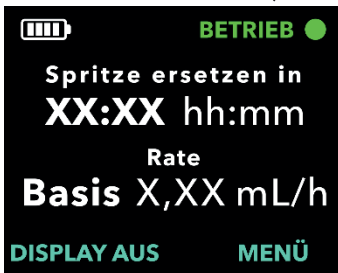 BETRIEB
Spritze ersetzen in
XX:XX hh:mm
Rate
Basis X,XX mL/h
DISPLAY AUS MENÜ